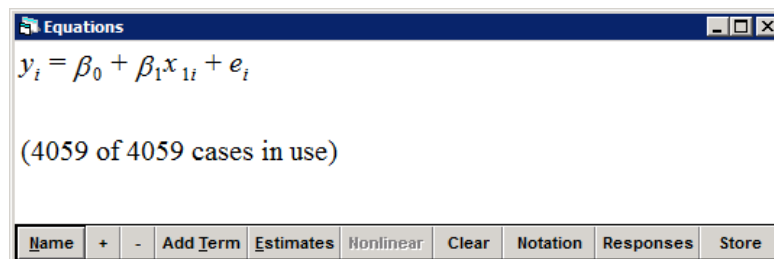 Equations
yᵢ = β₀ + β₁x₁ᵢ + eᵢ
(4059 of 4059 cases in use)
Name + - Add Term Estimates Nonlinear Clear Notation Responses Store